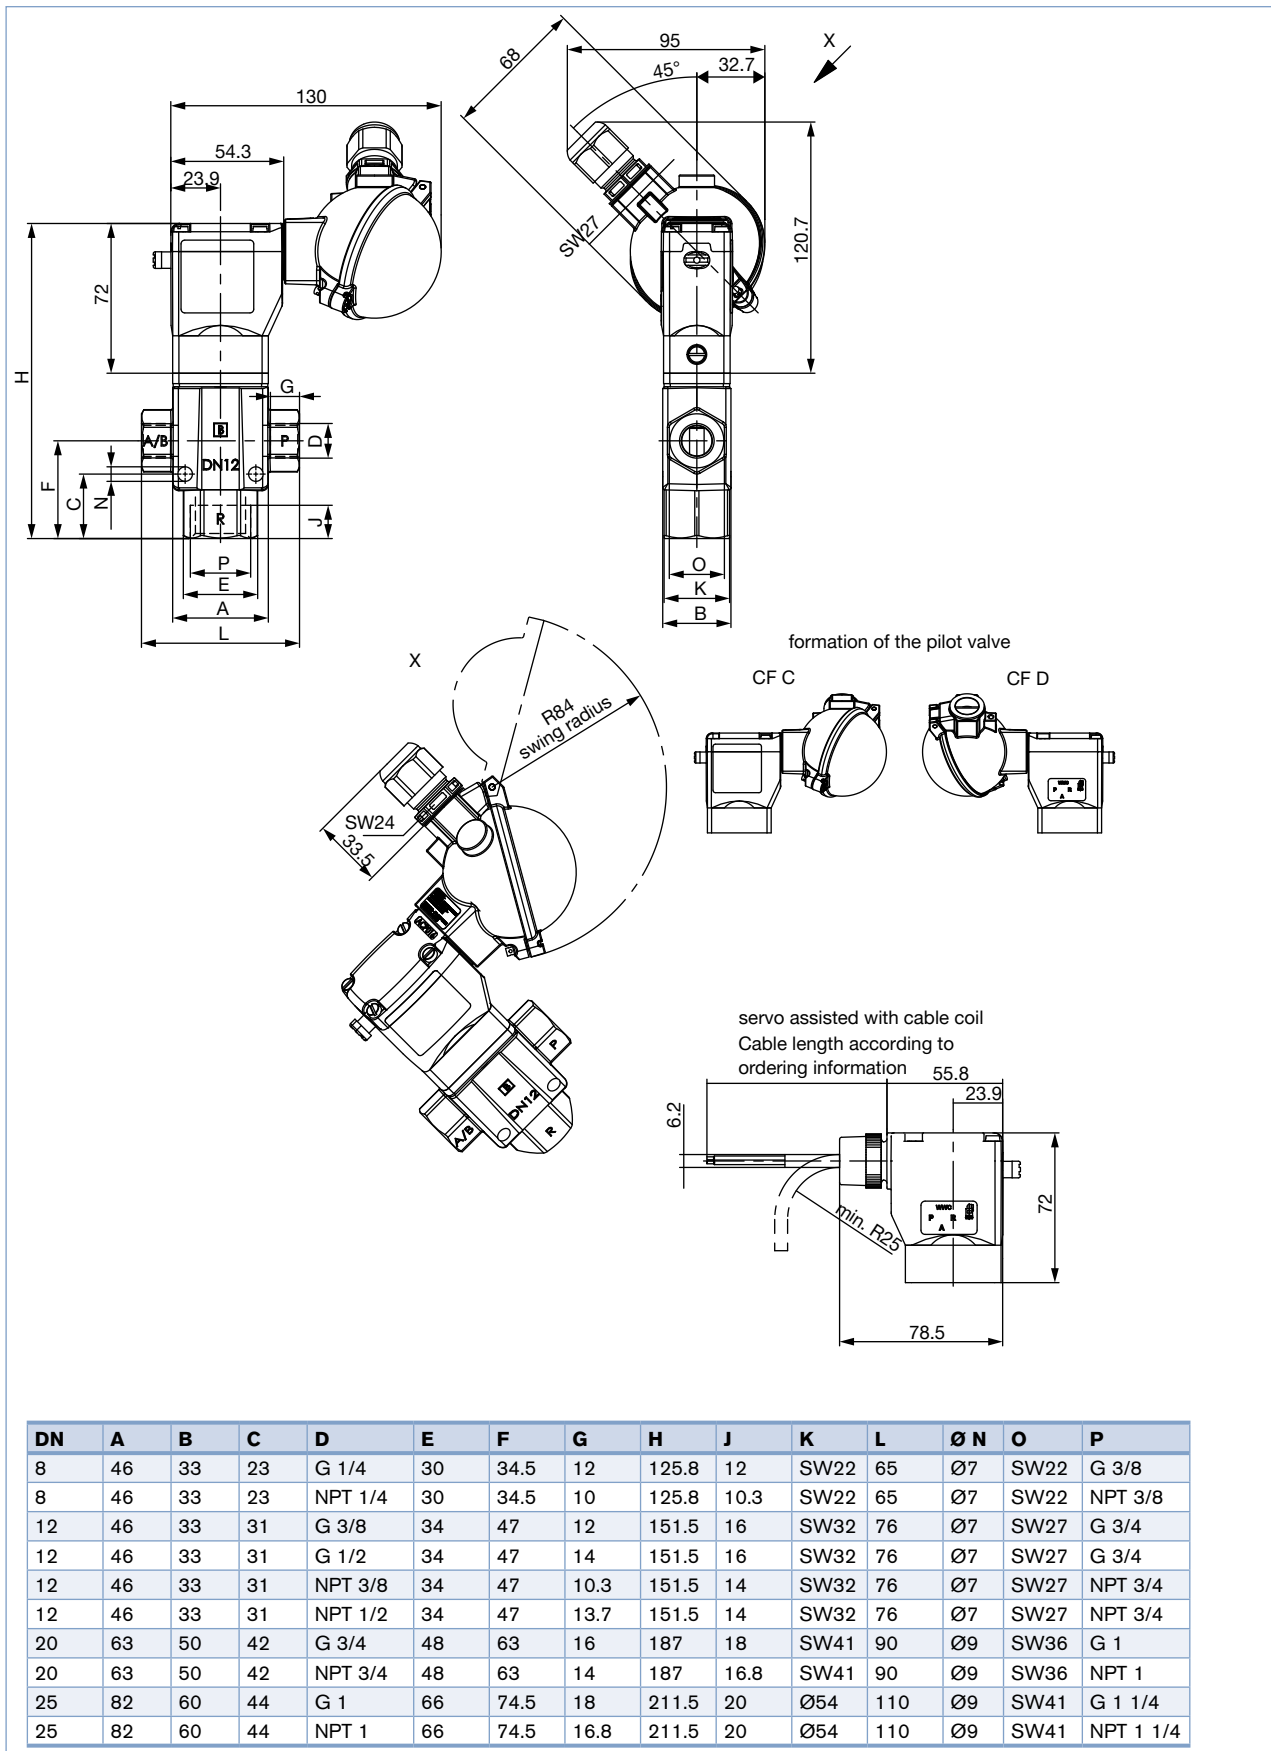 95
68
X
45°
32.7
130
54.3
23.9
SW27
120.7
72
H
G
A/B
B
P
D
DN12
F
C
N
R
J
P
E
A
L
O
K
B
formation of the pilot valve
X
CF C
CF D
R84
swing radius
SW24
33.5
P
B
DN12
A/B
R
P R
A
servo assisted with cable coil
Cable length according to
ordering information
55.8
23.9
6.2
72
P R
A
min. R25
78.5
DN A B C D E F G H J K L Ø N O P
8 46 33 23 G 1/4 30 34.5 12 125.8 12 SW22 65 Ø7 SW22 G 3/8
8 46 33 23 NPT 1/4 30 34.5 10 125.8 10.3 SW22 65 Ø7 SW22 NPT 3/8
12 46 33 31 G 3/8 34 47 12 151.5 16 SW32 76 Ø7 SW27 G 3/4
12 46 33 31 G 1/2 34 47 14 151.5 16 SW32 76 Ø7 SW27 G 3/4
12 46 33 31 NPT 3/8 34 47 10.3 151.5 14 SW32 76 Ø7 SW27 NPT 3/4
12 46 33 31 NPT 1/2 34 47 13.7 151.5 14 SW32 76 Ø7 SW27 NPT 3/4
20 63 50 42 G 3/4 48 63 16 187 18 SW41 90 Ø9 SW36 G 1
20 63 50 42 NPT 3/4 48 63 14 187 16.8 SW41 90 Ø9 SW36 NPT 1
25 82 60 44 G 1 66 74.5 18 211.5 20 Ø54 110 Ø9 SW41 G 1 1/4
25 82 60 44 NPT 1 66 74.5 16.8 211.5 20 Ø54 110 Ø9 SW41 NPT 1 1/4